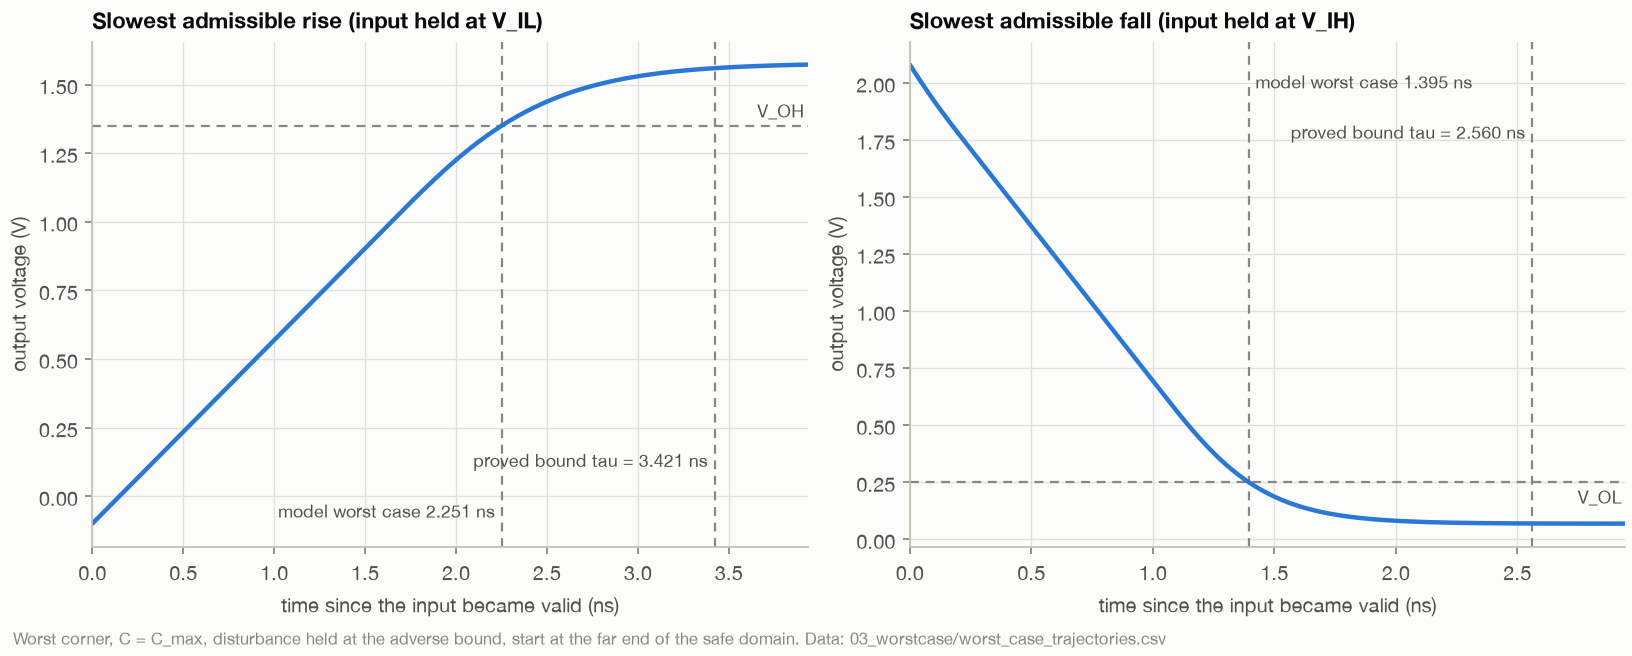 Slowest admissible rise (input held at V_IL)
output voltage (V)
1.50
1.25
1.00
0.75
0.50
0.25
0.00
V_OH
proved bound tau = 3.421 ns
model worst case 2.251 ns
0.0 0.5 1.0 1.5 2.0 2.5 3.0 3.5
time since the input became valid (ns)
Slowest admissible fall (input held at V_IH)
output voltage (V)
2.00
1.75
1.50
1.25
1.00
0.75
0.50
0.25
0.00
model worst case 1.395 ns
proved bound tau = 2.560 ns
V_OL
0.0 0.5 1.0 1.5 2.0 2.5
time since the input became valid (ns)
Worst corner, C = C_max, disturbance held at the adverse bound, start at the far end of the safe domain. Data: 03_worstcase/worst_case_trajectories.csv